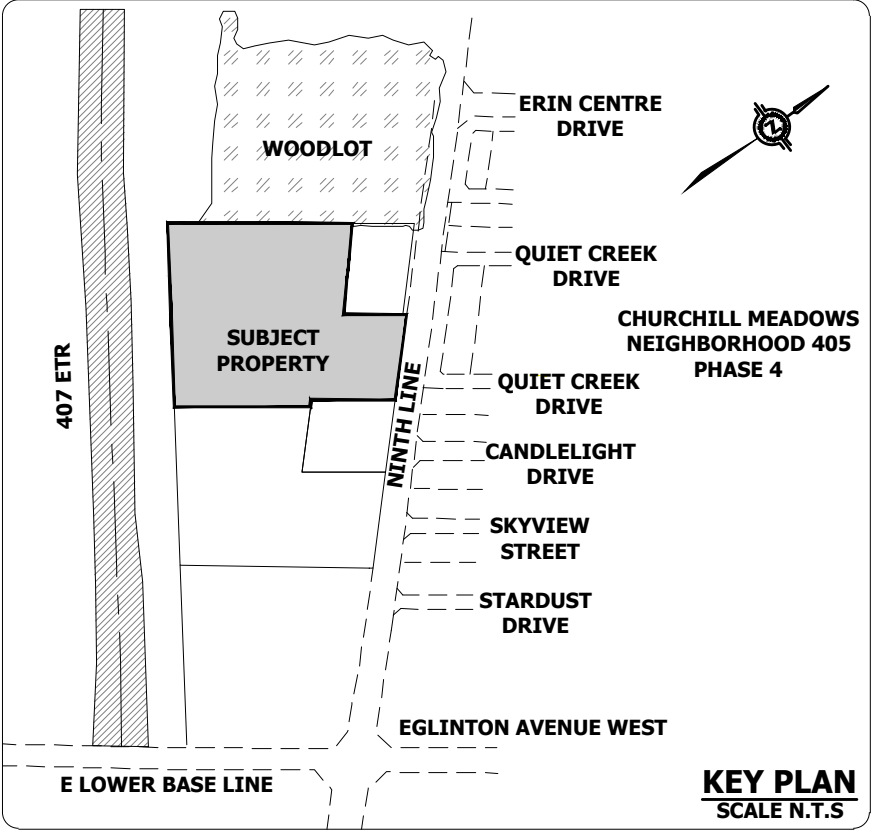 ERIN CENTRE
DRIVE
WOODLOT
QUIET CREEK
DRIVE
CHURCHILL MEADOWS
NEIGHBORHOOD 405
PHASE 4
SUBJECT
PROPERTY
407 ETR
NINTH LINE
QUIET CREEK
DRIVE
CANDLELIGHT
DRIVE
SKYVIEW
STREET
STARDUST
DRIVE
EGLINTON AVENUE WEST
E LOWER BASE LINE
KEY PLAN
SCALE N.T.S
Z